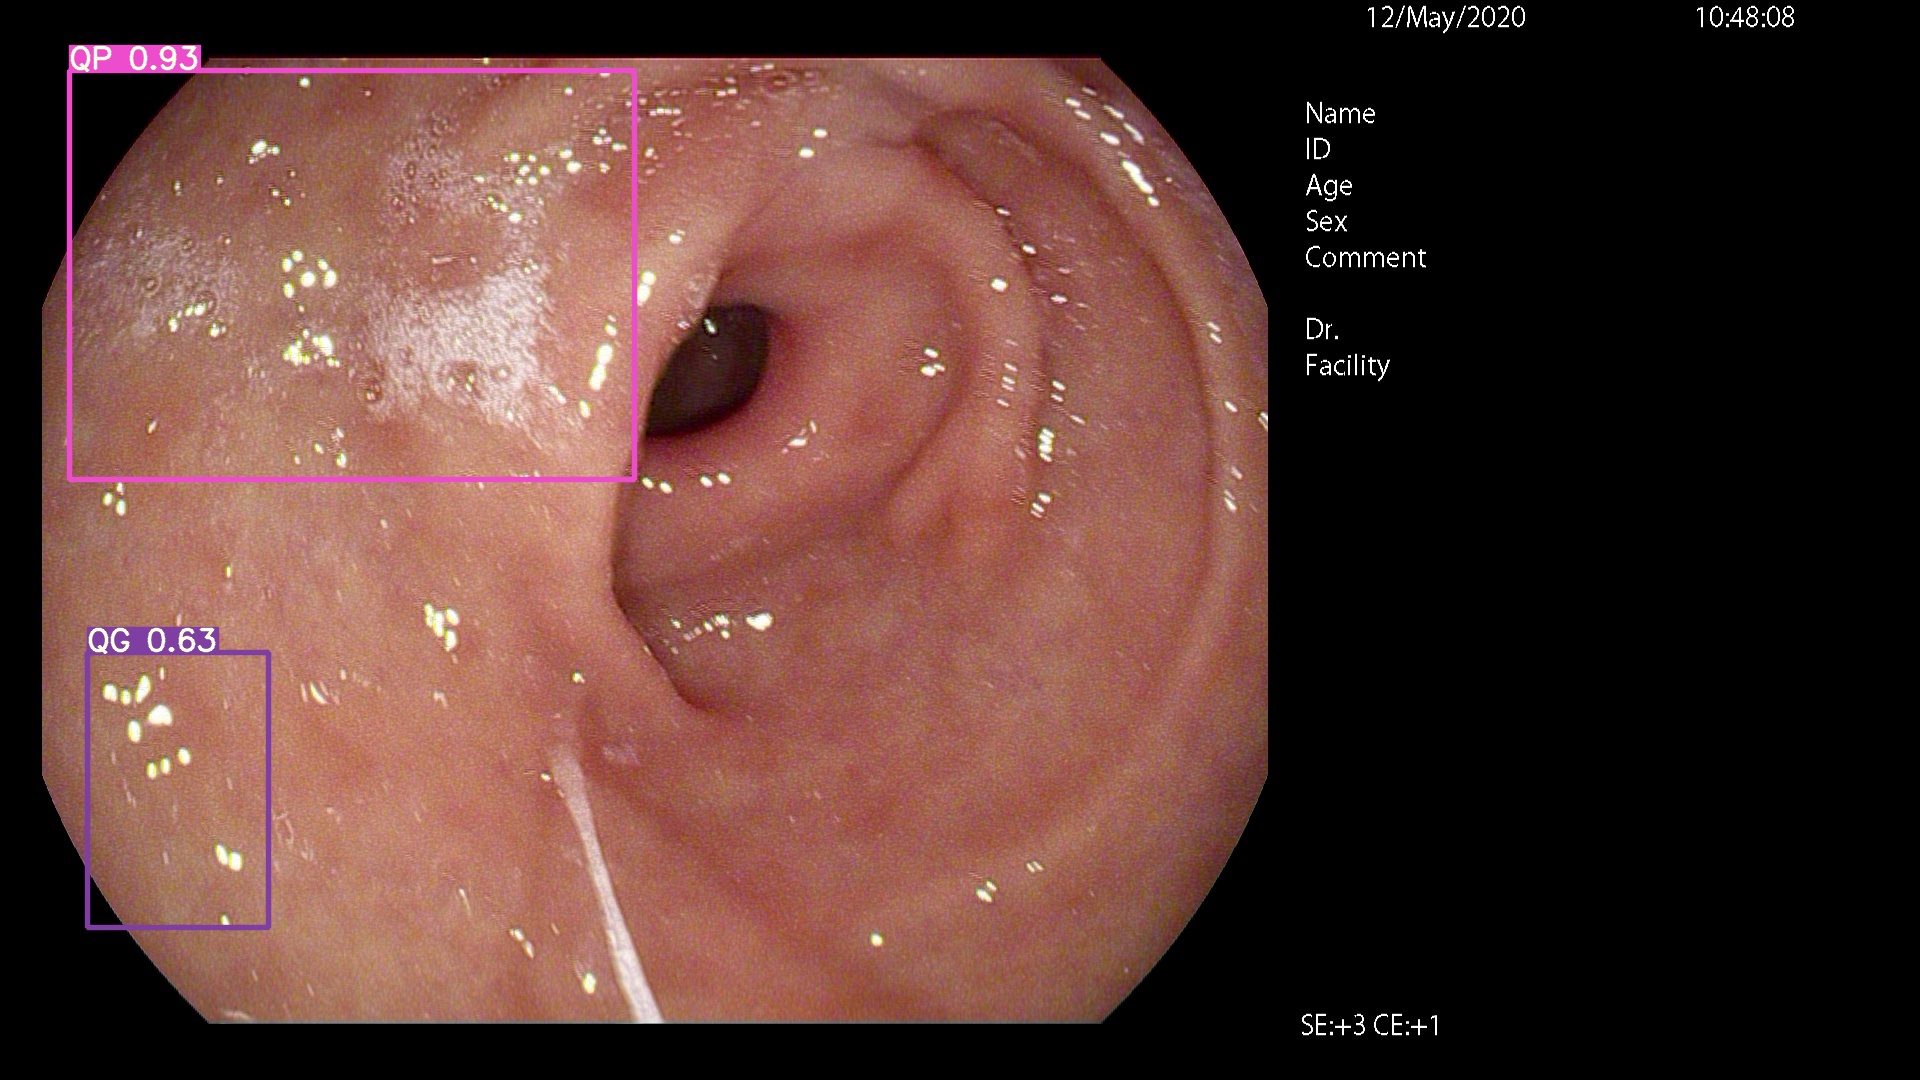 12/May/2020 10:48:08
QP 0.93
Name
ID
Age
Sex
Comment
Dr.
Facility
QG 0.63
SE:+3 CE:+1